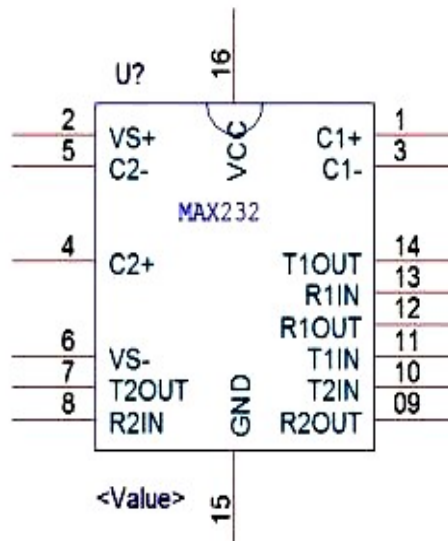 16
U?
2 VS+ VCC C1+ 1
5 C2- C1- 3
MAX232
4 C2+ T1OUT 14
R1IN 13
R1OUT 12
6 VS- T1IN 11
7 T2OUT GND T2IN 10
8 R2IN R2OUT 09
<Value> 15